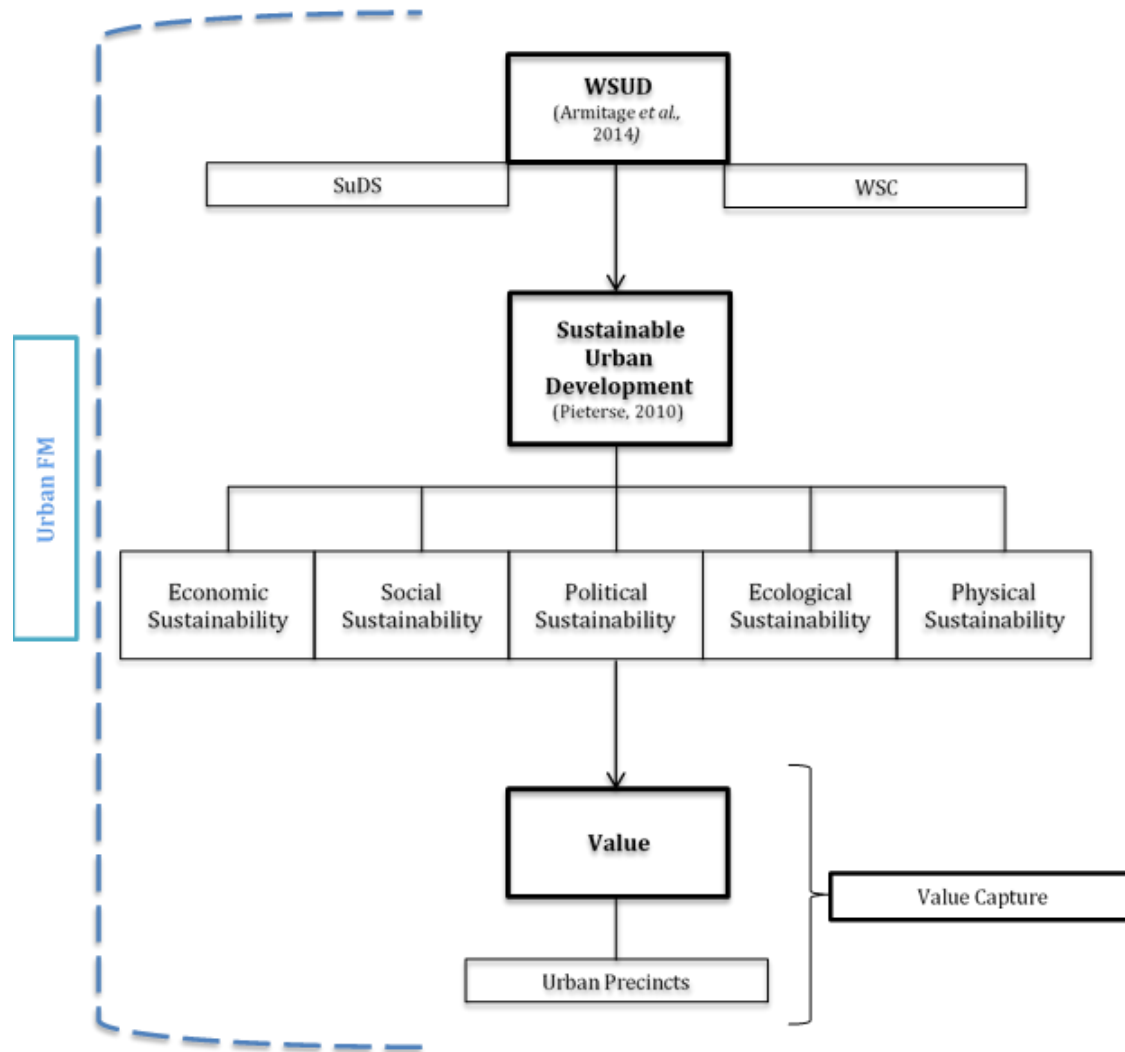 WSUD
(Armitage et al.,
2014)
SuDS
WSC
Sustainable
Urban
Development
(Pieterse, 2010)
Urban FM
Economic
Sustainability
Social
Sustainability
Political
Sustainability
Ecological
Sustainability
Physical
Sustainability
Value
Value Capture
Urban Precincts